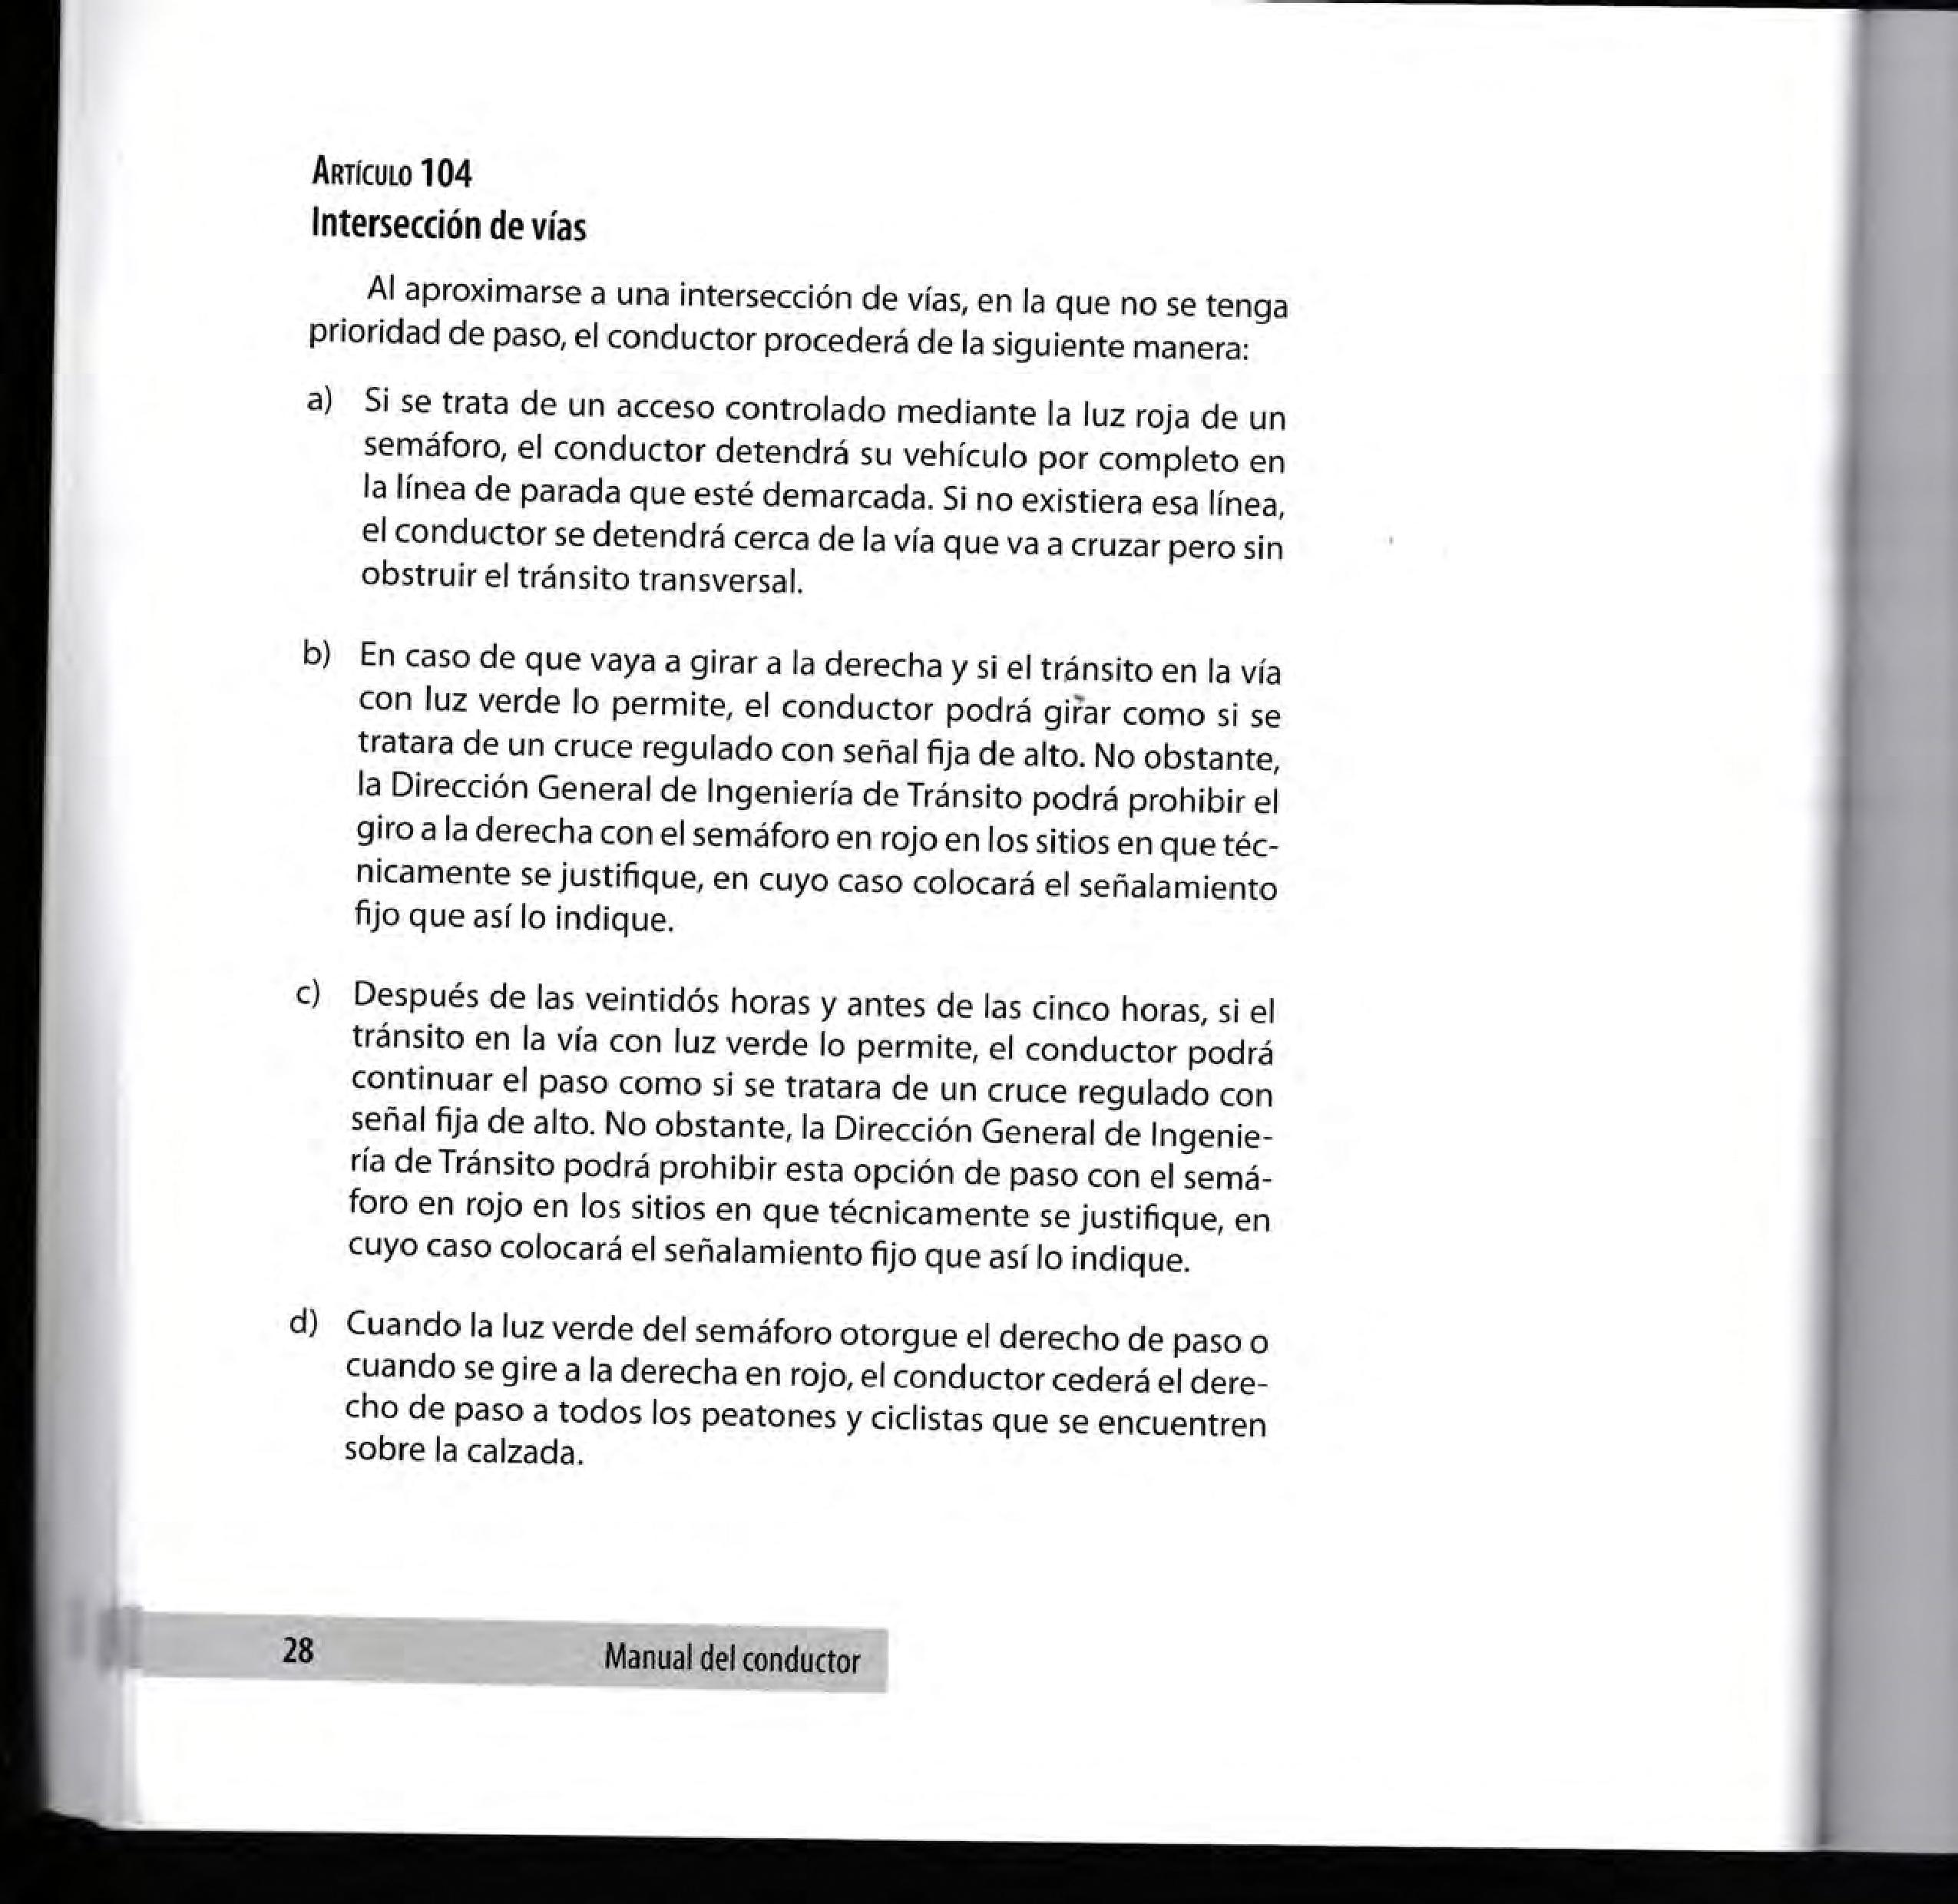 ARTÍCULO 104
Intersección de vías
Al aproximarse a una intersección de vías, en la que no se tenga
prioridad de paso, el conductor procederá de la siguiente manera:
a) Si se trata de un acceso controlado mediante la luz roja de un
semáforo, el conductor detendrá su vehículo por completo en
la línea de parada que esté demarcada. Si no existiera esa línea,
el conductor se detendrá cerca de la vía que va a cruzar pero sin
obstruir el tránsito transversal.
b) En caso de que vaya a girar a la derecha y si el tránsito en la vía
con luz verde lo permite, el conductor podrá girar como si se
tratara de un cruce regulado con señal fija de alto. No obstante,
la Dirección General de Ingeniería de Tránsito podrá prohibir el
giro a la derecha con el semáforo en rojo en los sitios en que téc-
nicamente se justifique, en cuyo caso colocará el señalamiento
fijo que así lo indique.
c) Después de las veintidós horas y antes de las cinco horas, si el
tránsito en la vía con luz verde lo permite, el conductor podrá
continuar el paso como si se tratara de un cruce regulado con
señal fija de alto. No obstante, la Dirección General de Ingenie-
ría de Tránsito podrá prohibir esta opción de paso con el semá-
foro en rojo en los sitios en que técnicamente se justifique, en
cuyo caso colocará el señalamiento fijo que así lo indique.
d) Cuando la luz verde del semáforo otorgue el derecho de paso o
cuando se gire a la derecha en rojo, el conductor cederá el dere-
cho de paso a todos los peatones y ciclistas que se encuentren
sobre la calzada.
28 Manual del conductor